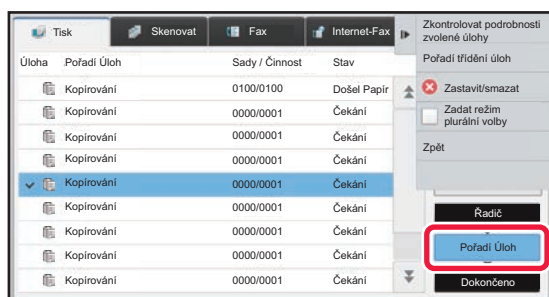 Tisk Skenovat Fax Internet-Fax
Úloha Pořadí Úloh Sady / Činnost Stav
Kopírování 0100/0100 Došel Papír
Kopírování 0000/0001 Čekání
Kopírování 0000/0001 Čekání
Kopírování 0000/0001 Čekání
Kopírování 0000/0001 Čekání
Kopírování 0000/0001 Čekání
Kopírování 0000/0001 Čekání
Kopírování 0000/0001 Čekání
Kopírování 0000/0001 Čekání
Zkontrolovat podrobnosti
zvolené úlohy
Pořadí třídění úloh
Zastavit/smazat
Zadat režim
plurální volby
Zpět
Řadič
Pořadí Úloh
Dokončeno